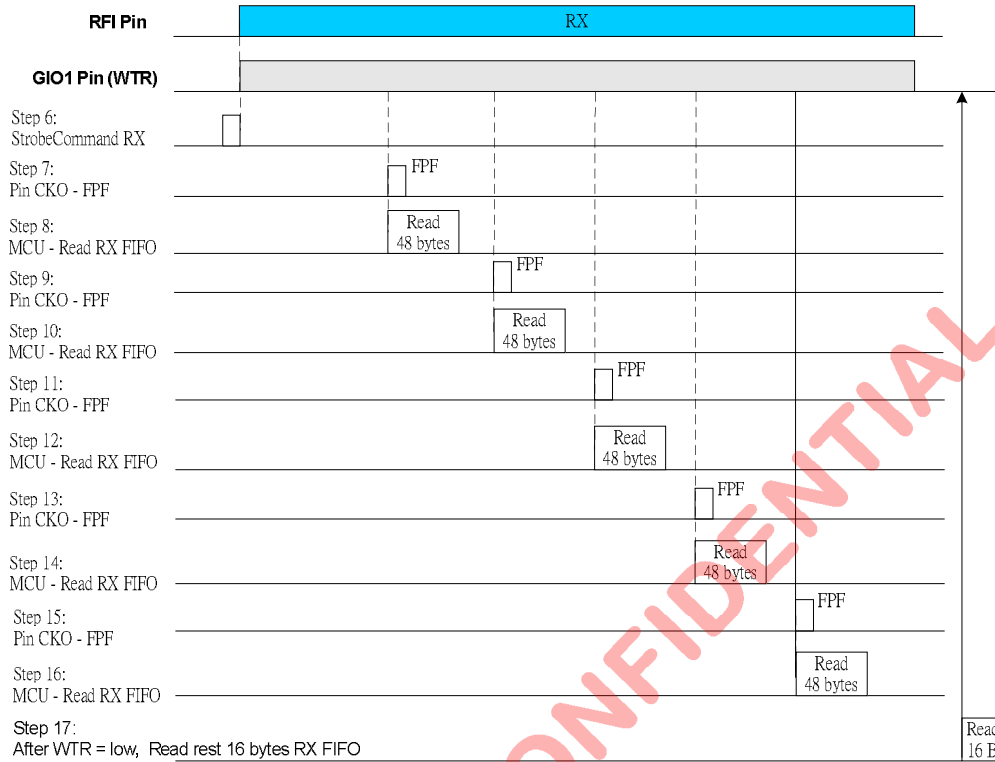 RFI Pin
RX
GIO1 Pin (WTR)
Step 6:
StrobeCommand RX
Step 7:
Pin CKO - FPF
FPF
Step 8:
MCU - Read RX FIFO
Read
48 bytes
Step 9:
Pin CKO - FPF
FPF
Step 10:
MCU - Read RX FIFO
Read
48 bytes
Step 11:
Pin CKO - FPF
FPF
Step 12:
MCU - Read RX FIFO
Read
48 bytes
Step 13:
Pin CKO - FPF
FPF
Step 14:
MCU - Read RX FIFO
Read
48 bytes
Step 15:
Pin CKO - FPF
FPF
Step 16:
MCU - Read RX FIFO
Read
48 bytes
Step 17:
After WTR = low, Read rest 16 bytes RX FIFO
Read
16 B
ONFIDENTIAL